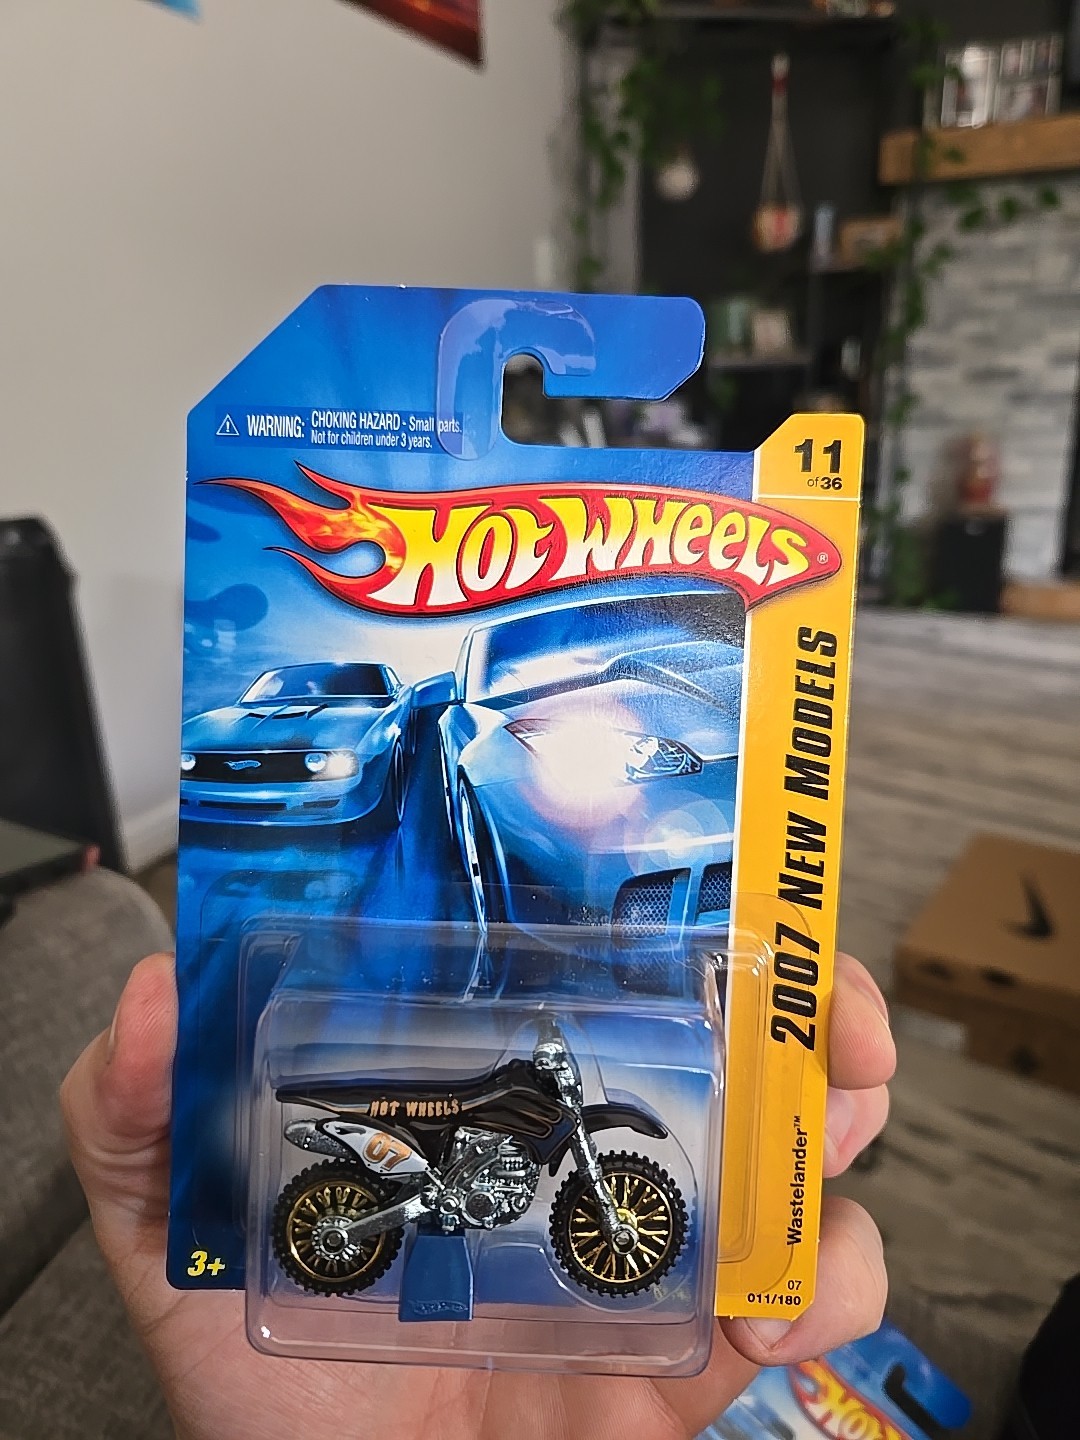 WARNING: CHOKING HAZARD - Small parts.
Not for children under 3 years.
11
of 36
HOT WHEELS®
2007 NEW MODELS
HOT WHEELS
07
Wastelander™
3+
07
011/180
HOT